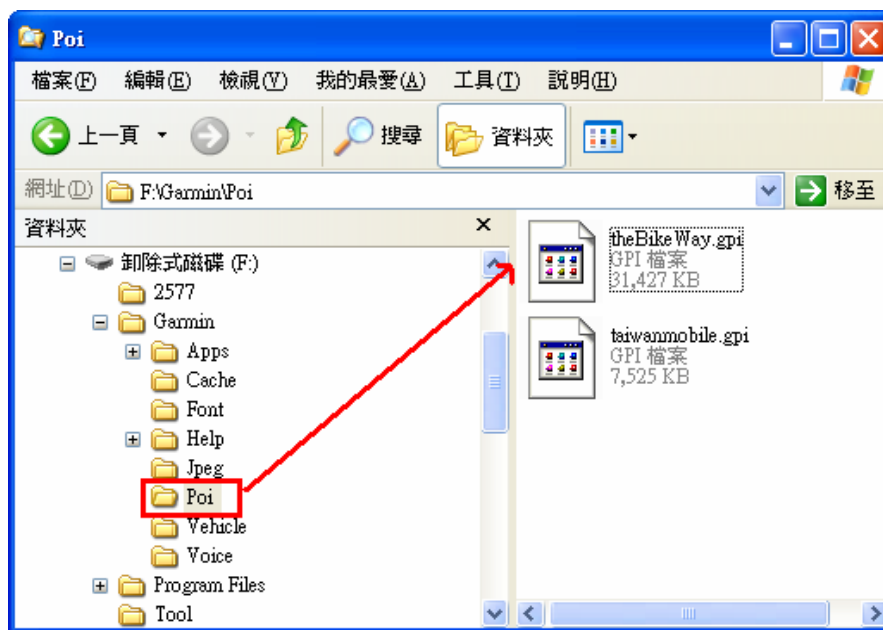 Poi
檔案(F) 編輯(E) 檢視(V) 我的最愛(A) 工具(T) 說明(H)
上一頁 搜尋 資料夾
網址(D) F:\Garmin\Poi 移至
資料夾
卸除式磁碟 (F:)
2577
Garmin
Apps
Cache
Font
Help
Jpeg
Poi
Vehicle
Voice
Program Files
Tool
theBikeWay.gpi
GPI 檔案
31,427 KB
taiwanmobile.gpi
GPI 檔案
7,525 KB